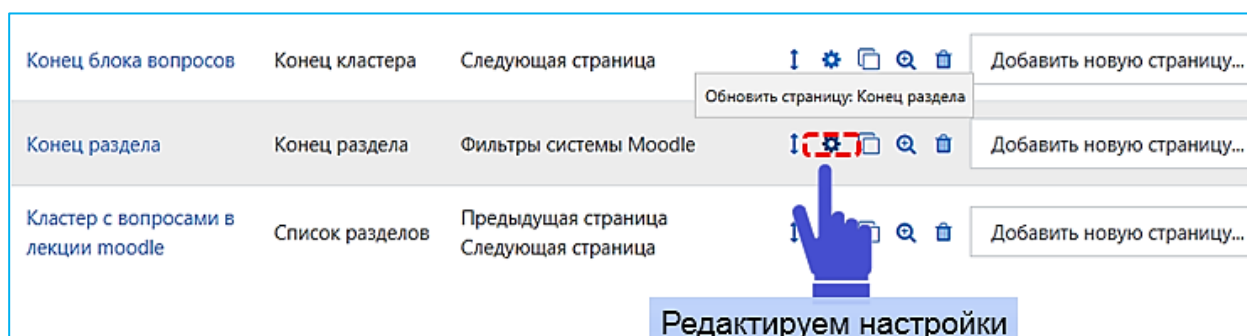 Конец блока вопросов Конец кластера Следующая страница Добавить новую страницу...
Обновить страницу: Конец раздела
Конец раздела Конец раздела Фильтры системы Moodle Добавить новую страницу...
Кластер с вопросами в
лекции moodle
Список разделов
Предыдущая страница
Следующая страница
Добавить новую страницу...
Редактируем настройки